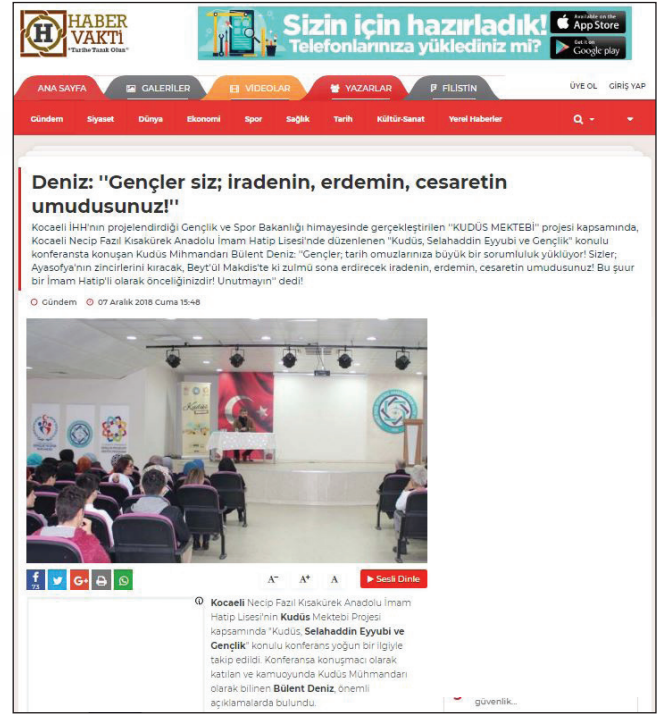 HABER
VAKTİ
"Tarihe Tanık Olun"
Sizin için hazırladık!
Telefonlarınıza yüklediniz mi?
Available on the
App Store
Get it on
Google play
ANA SAYFA
GALERİLER
VİDEOLAR
YAZARLAR
FİLİSTİN
ÜYE OL GİRİŞ YAP
Gündem Siyaset Dünya Ekonomi Spor Sağlık Tarih Kültür-Sanat Yerel Haberler
Deniz: ''Gençler siz; iradenin, erdemin, cesaretin
umudusunuz!''
Kocaeli İHH'nın projelendirdiği Gençlik ve Spor Bakanlığı himayesinde gerçekleştirilen ''KUDÜS MEKTEBİ'' projesi kapsamında,
Kocaeli Necip Fazıl Kısakürek Anadolu İmam Hatip Lisesi'nde düzenlenen "Kudüs, Selahaddin Eyyubi ve Gençlik" konulu
konferansta konuşan Kudüs Mihmandarı Bülent Deniz: ''Gençler; tarih omuzlarınıza büyük bir sorumluluk yüklüyor! Sizler;
Ayasofya'nın zincirlerini kıracak, Beyt'ül Makdis'te ki zulmü sona erdirecek iradenin, erdemin, cesaretin umudusunuz! Bu şuur
bir İmam Hatip'li olarak önceliğinizdir! Unutmayın'' dedi!
Gündem 07 Aralık 2018 Cuma 15:48
73
A- A+ A
Sesli Dinle
Kocaeli Necip Fazıl Kısakürek Anadolu İmam
Hatip Lisesi'nin Kudüs Mektebi Projesi
kapsamında "Kudüs, Selahaddin Eyyubi ve
Gençlik" konulu konferans yoğun bir ilgiyle
takip edildi. Konferansa konuşmacı olarak
katılan ve kamuoyunda Kudüs Mühmandarı
olarak bilinen Bülent Deniz, önemli
açıklamalarda bulundu.
güvenlik...